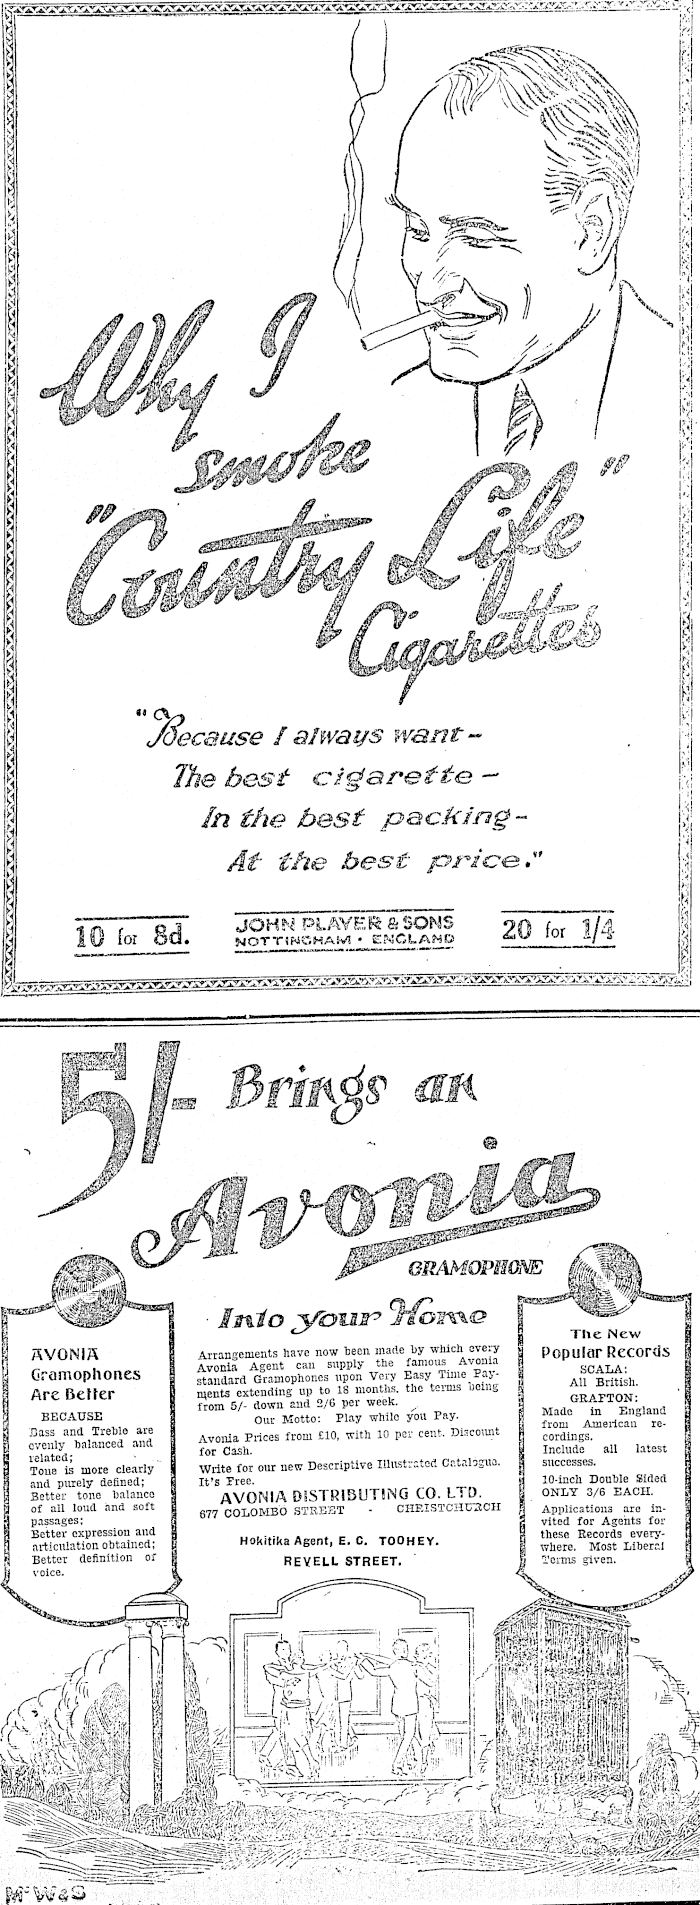 Why I
smoke
"Country Life"
Cigarettes
"Because I always want—
The best cigarette—
In the best packing—
At the best price."
10 for 8d.
JOHN PLAYER & SONS
NOTTINGHAM · ENGLAND
20 for 1/4
5/- Brings an
Avonia
GRAMOPHONE
Into your Home
AVONIA
Gramophones
Are Better
BECAUSE
Bass and Treble are
evenly balanced and
related;
Tone is more clearly
and purely defined;
Better tone balance
of all loud and soft
passages;
Better expression and
articulation obtained;
Better definition of
voice.
Arrangements have now been made by which every
Avonia Agent can supply the famous Avonia
standard Gramophones upon Very Easy Time Pay-
ments extending up to 18 months, the terms being
from 5/- down and 2/6 per week.
Our Motto: Play while you Pay.
Avonia Prices from £10, with 10 per cent. Discount
for Cash.
Write for our new Descriptive Illustrated Catalogue.
It's Free.
AVONIA DISTRIBUTING CO. LTD.
677 COLOMBO STREET - CHRISTCHURCH
Hokitika Agent, E. C. TOOHEY.
REVELL STREET.
The New
Popular Records
SCALA:
All British.
GRAFTON:
Made in England
from American re-
cordings.
Include all latest
successes.
10-inch Double Sided
ONLY 3/6 EACH.
Applications are in-
vited for Agents for
these Records every-
where. Most Liberal
Terms given.
McW&S